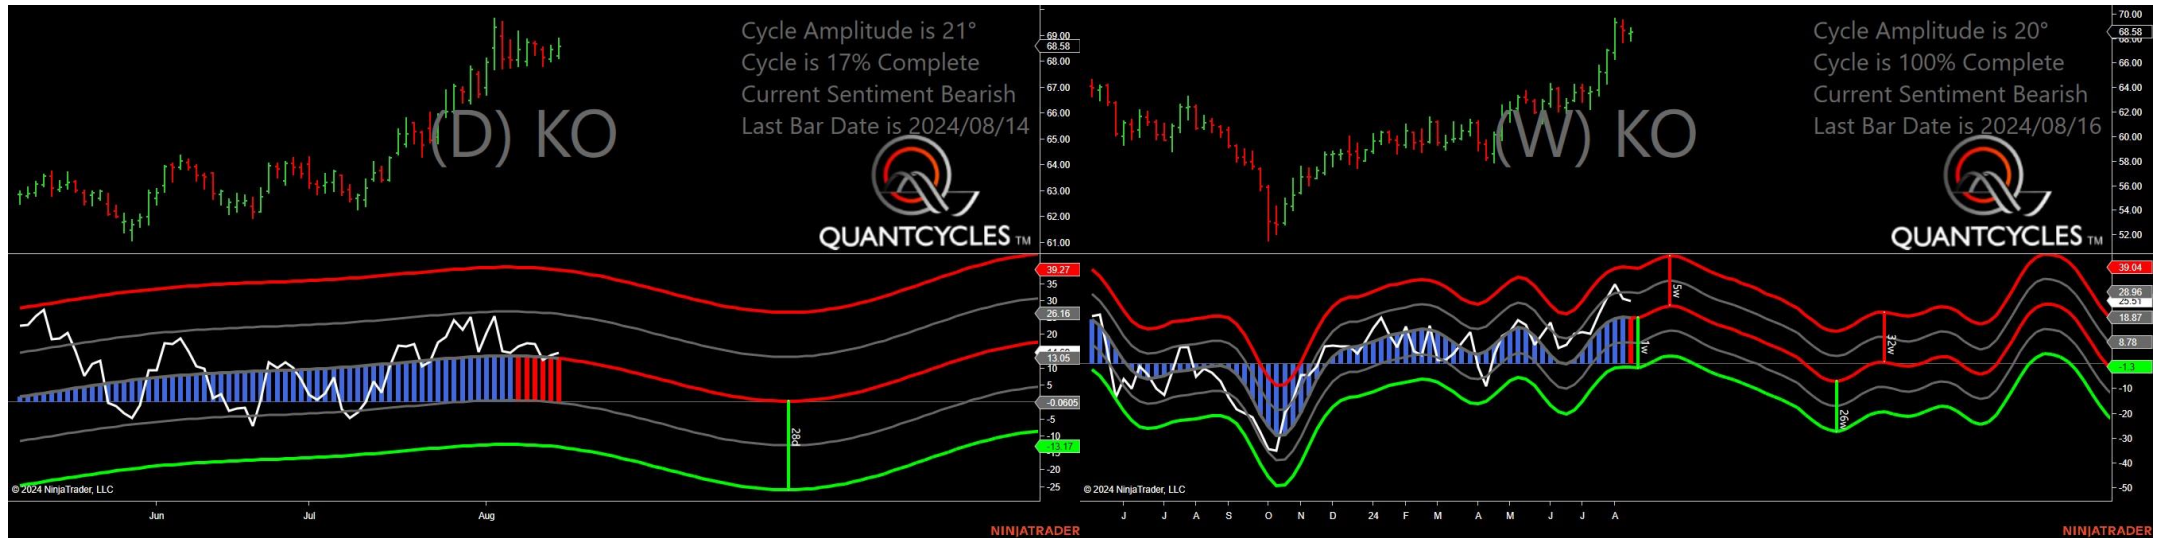 Cycle Amplitude is 21°
Cycle is 17% Complete
Current Sentiment Bearish
Last Bar Date is 2024/08/14
(D) KO
QUANTCYCLES TM
69.00
68.58
68.00
67.00
66.00
65.00
64.00
63.00
62.00
61.00
39.27
35
30
26.16
20
13.05
10
5
-0.0605
-5
-10
-13.17
-20
-25
28d
© 2024 NinjaTrader, LLC
Jun Jul Aug
NINJATRADER
Cycle Amplitude is 20°
Cycle is 100% Complete
Current Sentiment Bearish
Last Bar Date is 2024/08/16
(W) KO
QUANTCYCLES TM
70.00
68.58
68.00
66.00
64.00
62.00
60.00
58.00
56.00
54.00
52.00
39.04
28.96
25.51
18.87
8.78
-1.3
-10
-20
-30
-40
-50
1w
5w
26w
32w
© 2024 NinjaTrader, LLC
J J A S O N D 24 F M A M J J A
NINJATRADER